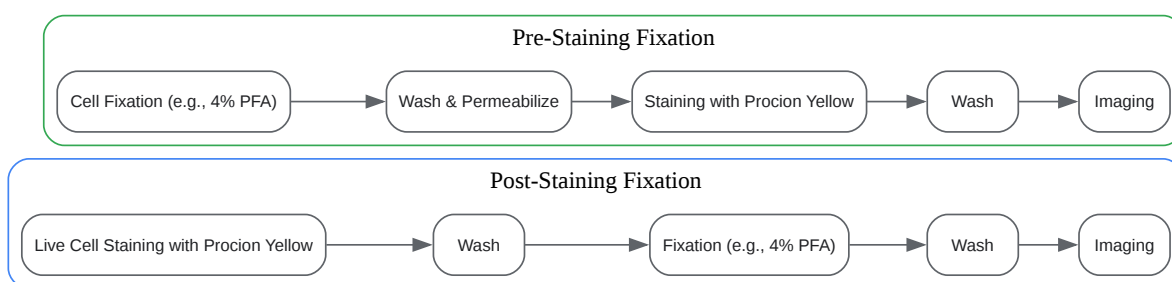 Pre-Staining Fixation
Cell Fixation (e.g., 4% PFA)
Wash & Permeabilize
Staining with Procion Yellow
Wash
Imaging
Post-Staining Fixation
Live Cell Staining with Procion Yellow
Wash
Fixation (e.g., 4% PFA)
Wash
Imaging